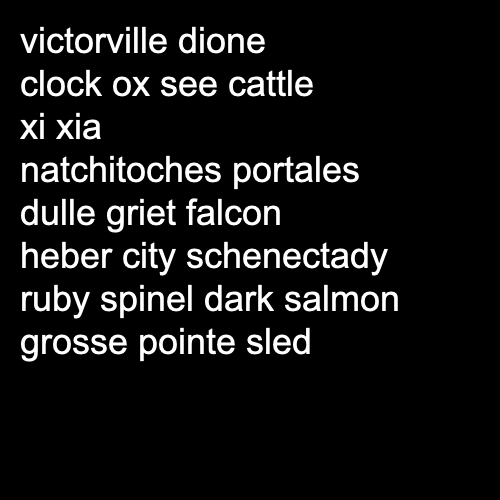 victorville dione
clock ox see cattle
xi xia
natchitoches portales
dulle griet falcon
heber city schenectady
ruby spinel dark salmon
grosse pointe sled